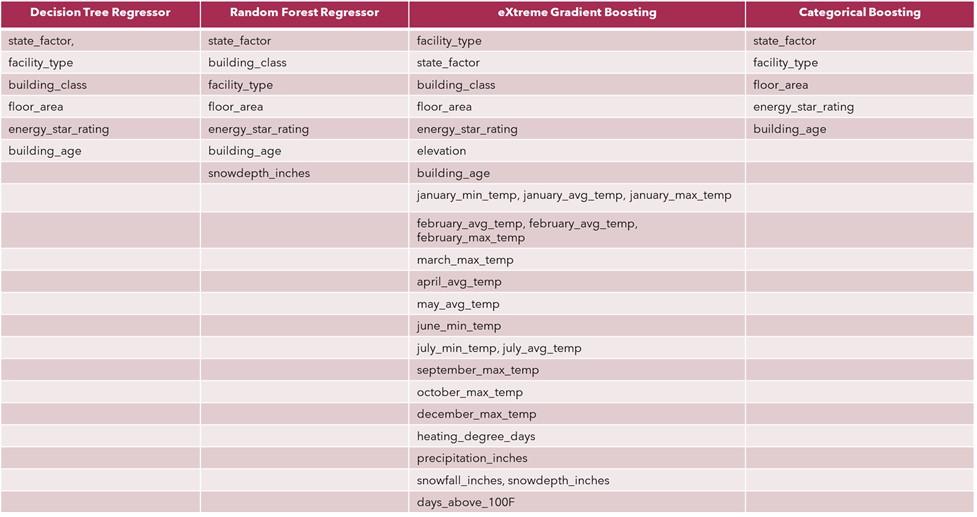 Decision Tree Regressor Random Forest Regressor eXtreme Gradient Boosting Categorical Boosting
state_factor, state_factor facility_type state_factor
facility_type building_class state_factor facility_type
building_class facility_type building_class floor_area
floor_area floor_area floor_area energy_star_rating
energy_star_rating energy_star_rating energy_star_rating building_age
building_age building_age elevation
snowdepth_inches building_age
january_min_temp, january_avg_temp, january_max_temp
february_avg_temp, february_avg_temp,
february_max_temp
march_max_temp
april_avg_temp
may_avg_temp
june_min_temp
july_min_temp, july_avg_temp
september_max_temp
october_max_temp
december_max_temp
heating_degree_days
precipitation_inches
snowfall_inches, snowdepth_inches
days_above_100F